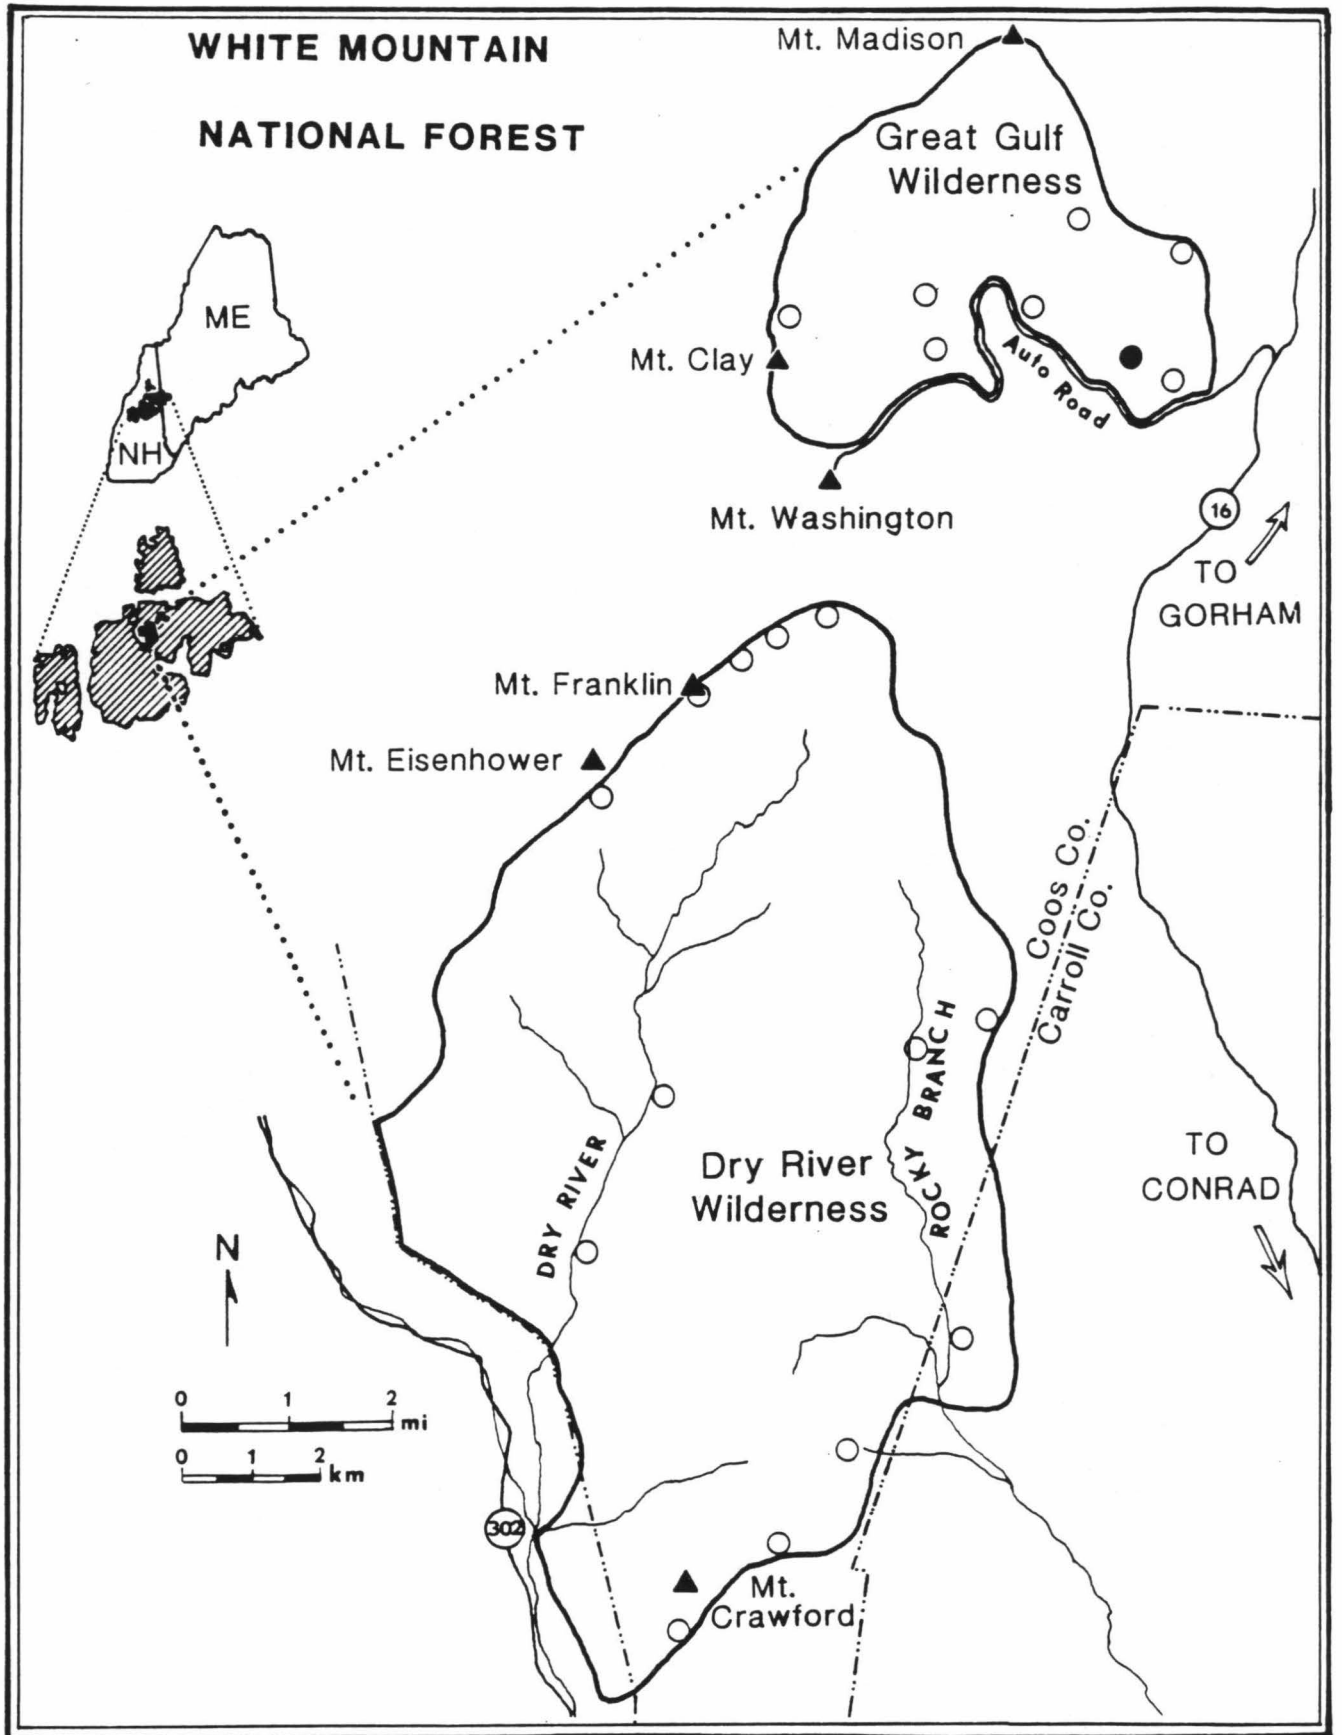 WHITE MOUNTAIN
NATIONAL FOREST
Mt. Madison
Great Gulf
Wilderness
ME
NH
Mt. Clay
Auto Road
Mt. Washington
16
TO
GORHAM
Mt. Franklin
Mt. Eisenhower
Coos Co.
Carroll Co.
ROCKY BRANCH
DRY RIVER
Dry River
Wilderness
TO
CONRAD
N
0 1 2
mi
0 1 2
km
302
Mt.
Crawford